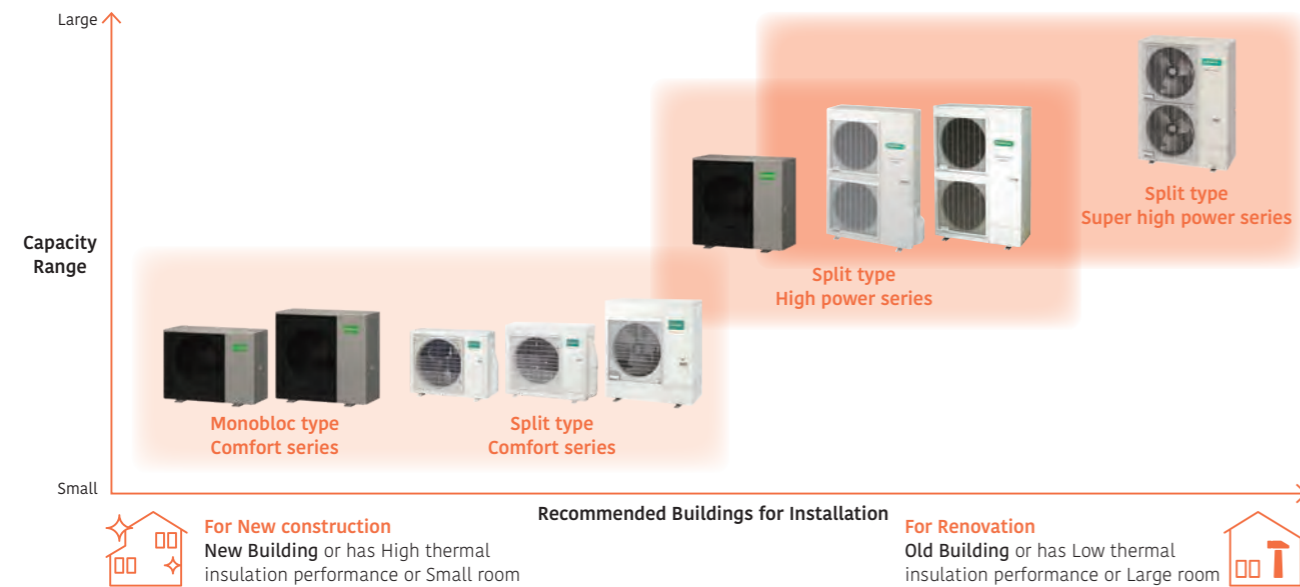 Large
Split type
Super high power series
Capacity
Range
Split type
High power series
Monobloc type
Comfort series
Split type
Comfort series
Small
Recommended Buildings for Installation
For New construction
New Building or has High thermal
insulation performance or Small room
For Renovation
Old Building or has Low thermal
insulation performance or Large room